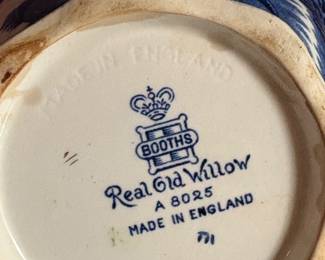 MADE IN ENGLAND
BOOTHS
Real Old Willow
A 8025
MADE IN ENGLAND